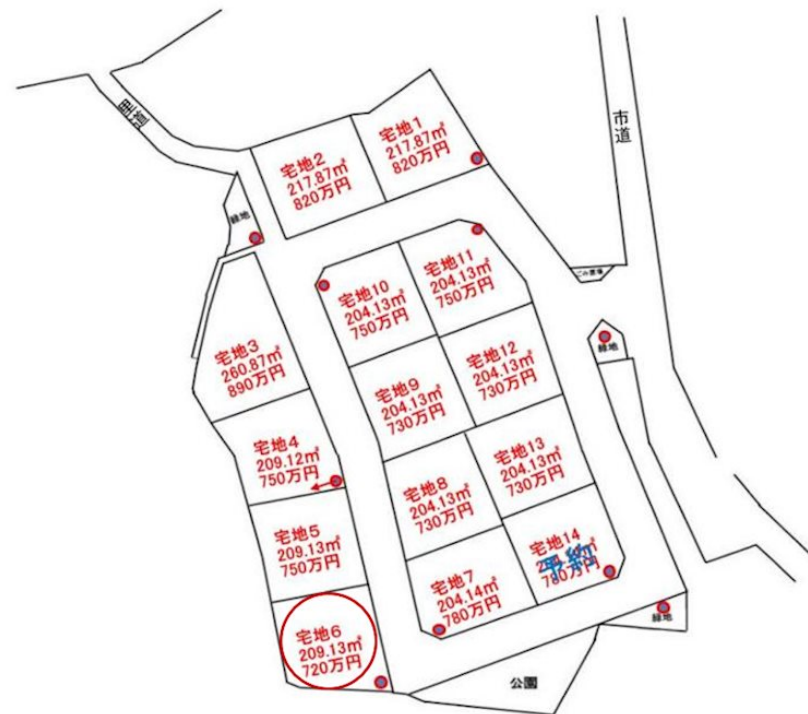 里道
市道
宅地1
217.87㎡
820万円
宅地2
217.87㎡
820万円
緑地
宅地11
204.13㎡
750万円
宅地10
204.13㎡
750万円
ごみ置場
緑地
宅地3
260.87㎡
890万円
宅地12
204.13㎡
730万円
宅地9
204.13㎡
730万円
宅地4
209.12㎡
750万円
宅地13
204.13㎡
730万円
宅地8
204.13㎡
730万円
宅地5
209.13㎡
750万円
宅地14
予約
780万円
宅地7
204.14㎡
780万円
宅地6
209.13㎡
720万円
緑地
公園